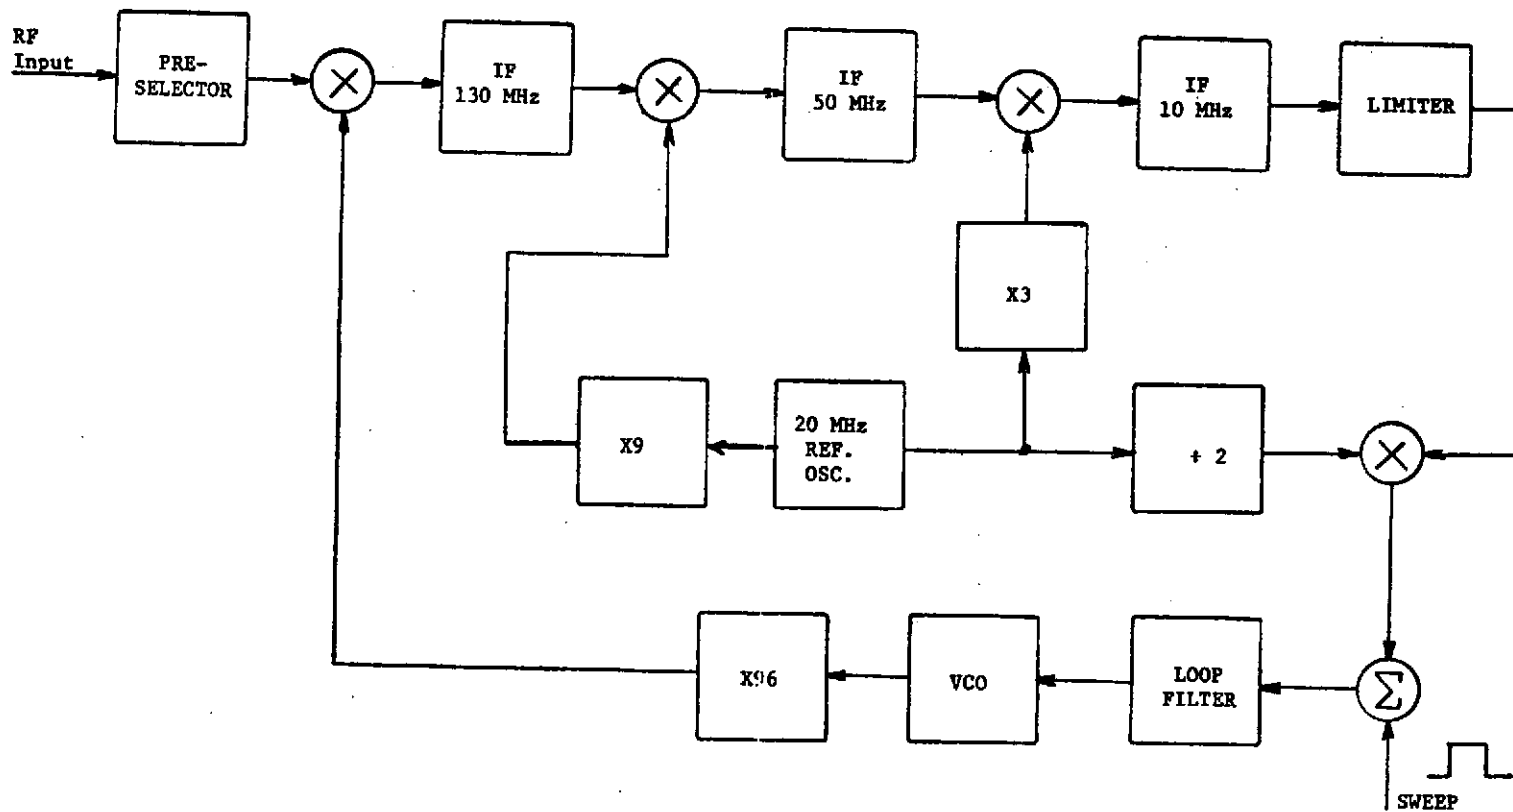 RF
Input
PRE-
SELECTOR
IF
130 MHz
IF
50 MHz
IF
10 MHz
LIMITER
X3
X9
20 MHz
REF.
OSC.
÷ 2
X96
VCO
LOOP
FILTER
Σ
SWEEP